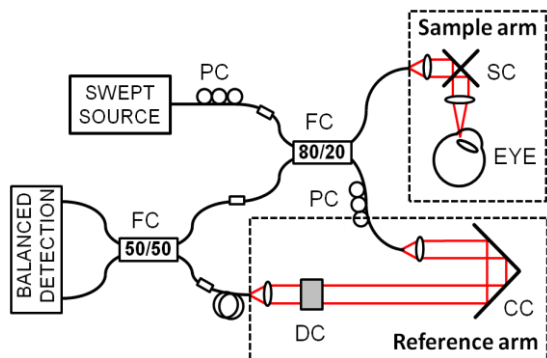 Sample arm
PC
SC
SWEPT
SOURCE
FC
80/20
EYE
PC
BALANCED
DETECTION
FC
50/50
DC
CC
Reference arm